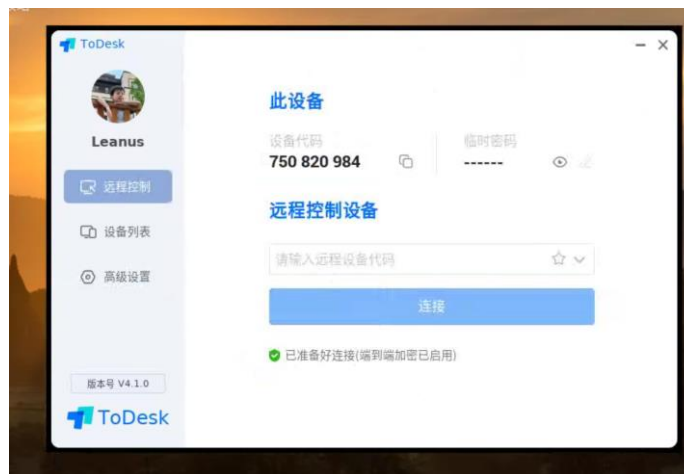 ToDesk
Leanus
远程控制
设备列表
高级设置
版本号 V4.1.0
ToDesk
此设备
设备代码
临时密码
750 820 984
------
远程控制设备
请输入远程设备代码
连接
已准备好连接(端到端加密已启用)